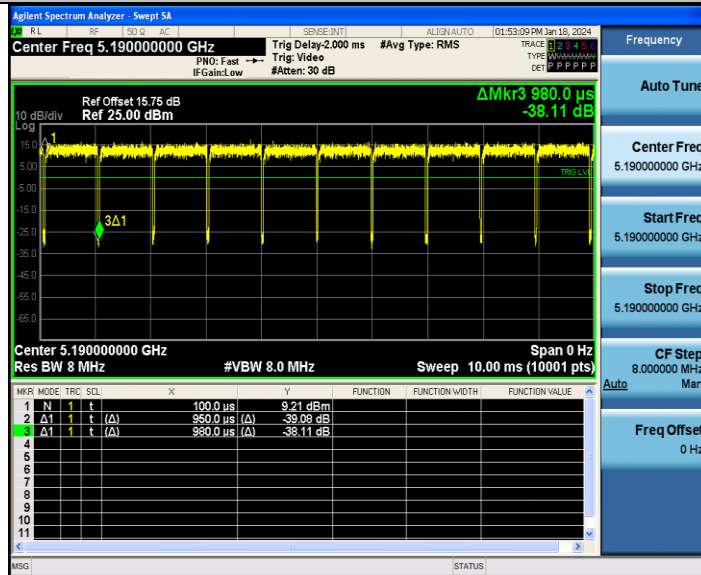 Agilent Spectrum Analyzer - Swept SA
RL RF 50 Ω AC SENSE:INT ALIGNAUTO 01:53:09 PM Jan 18, 2024
Center Freq 5.190000000 GHz
PNO: Fast
IFGain:Low
Trig Delay-2.000 ms
Trig: Video
#Atten: 30 dB
#Avg Type: RMS
TRACE 1 2 3 4 5 6
TYPE
DET P P P P P P
ΔMkr3 980.0 µs
-38.11 dB
Ref Offset 15.75 dB
10 dB/div Ref 25.00 dBm
Log
15.0
5.00
-5.00
-15.0
-25.0
-35.0
-45.0
-55.0
-65.0
1
3Δ1
TRIG LVL
Center 5.190000000 GHz Span 0 Hz
Res BW 8 MHz #VBW 8.0 MHz Sweep 10.00 ms (10001 pts)
MKR MODE TRC SCL X Y FUNCTION FUNCTION WIDTH FUNCTION VALUE
1 N 1 t 100.0 µs 9.21 dBm
2 Δ1 1 t (Δ) 950.0 µs (Δ) -39.08 dB
3 Δ1 1 t (Δ) 980.0 µs (Δ) -38.11 dB
4
5
6
7
8
9
10
11
MSG STATUS
Frequency
Auto Tune
Center Freq
5.190000000 GHz
Start Freq
5.190000000 GHz
Stop Freq
5.190000000 GHz
CF Step
8.000000 MHz
Auto Man
Freq Offset
0 Hz